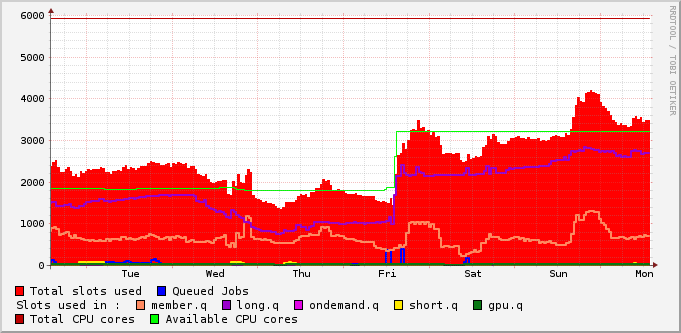 6000
5000
4000
3000
2000
1000
0
Tue Wed Thu Fri Sat Sun Mon
Total slots used Queued Jobs
Slots used in : member.q long.q ondemand.q short.q gpu.q
Total CPU cores Available CPU cores
RRDTOOL / TOBI OETIKER